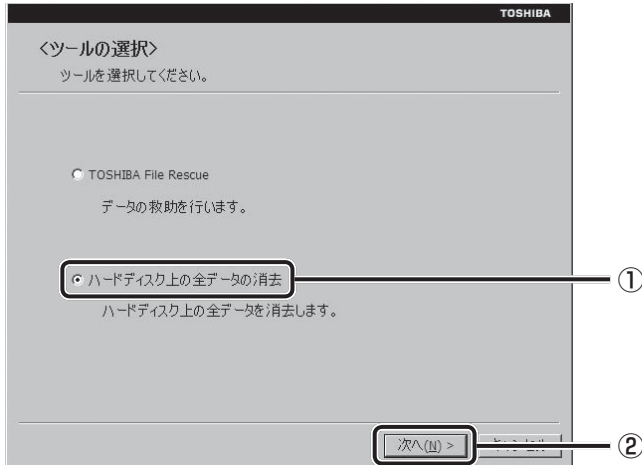 TOSHIBA
<ツールの選択>
ツールを選択してください。
TOSHIBA File Rescue
データの救助を行います。
ハードディスク上の全データの消去
①
ハードディスク上の全データを消去します。
次へ(N) >
②